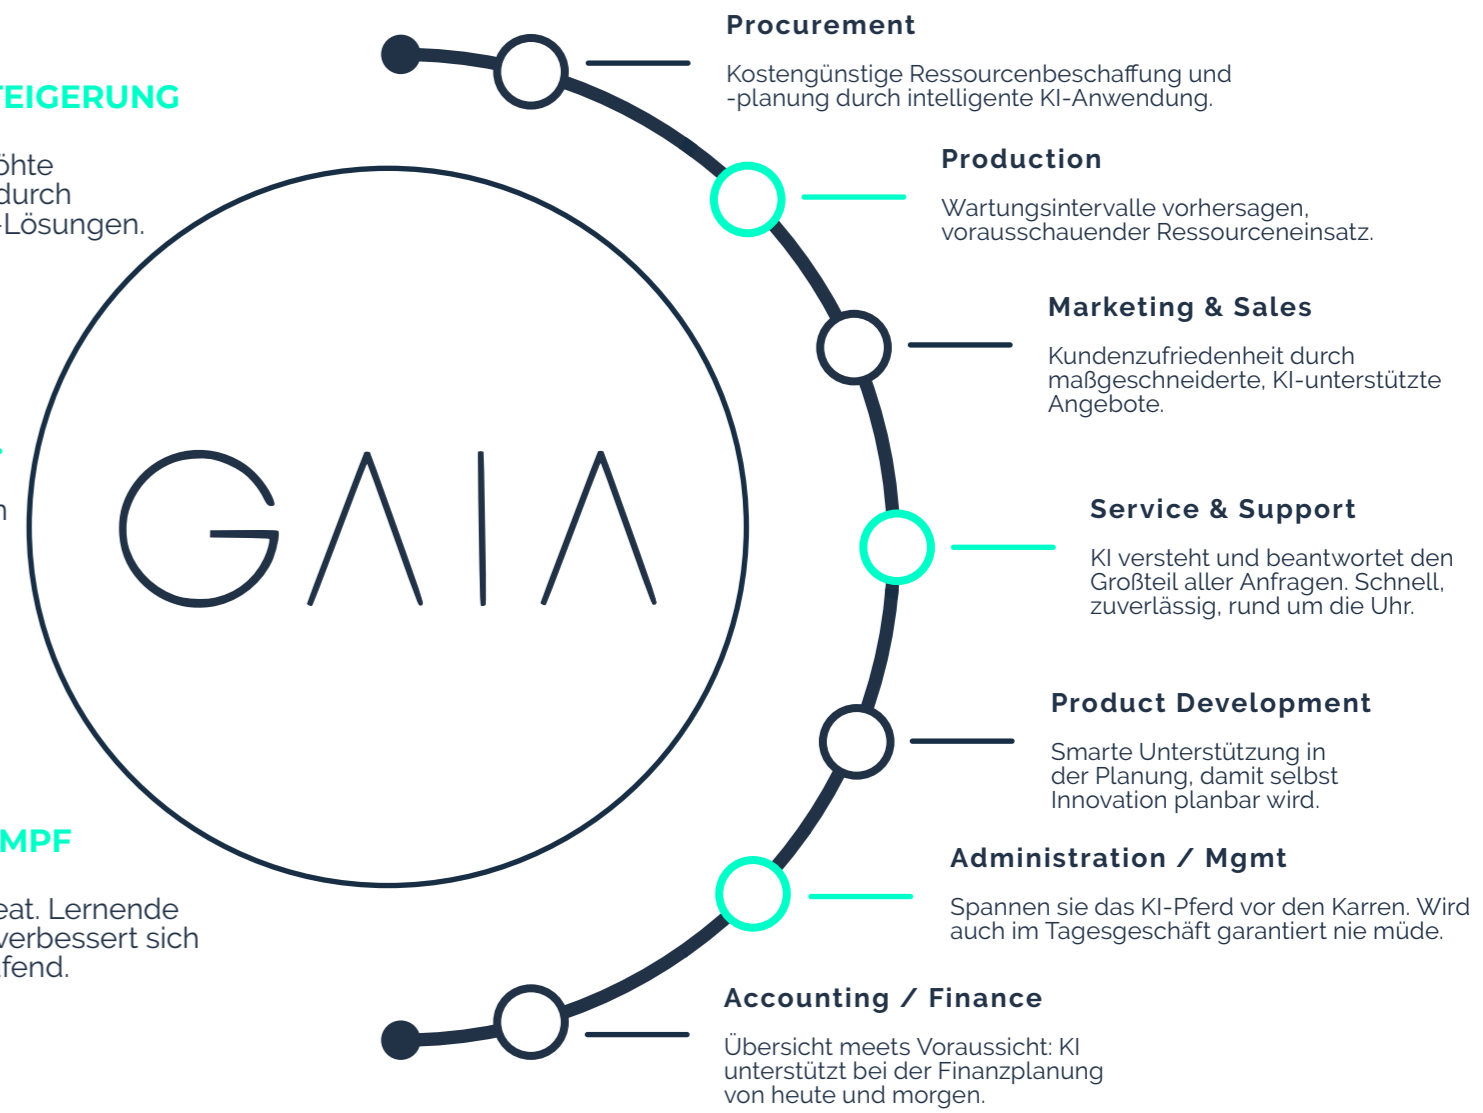 TEIGERUNG
öhte
durch
-Lösungen.
n
MPF
eat. Lernende
verbessert sich
fend.
GAIA
Procurement
Kostengünstige Ressourcenbeschaffung und
-planung durch intelligente KI-Anwendung.
Production
Wartungsintervalle vorhersagen,
vorausschauender Ressourceneinsatz.
Marketing & Sales
Kundenzufriedenheit durch
maßgeschneiderte, KI-unterstützte
Angebote.
Service & Support
KI versteht und beantwortet den
Großteil aller Anfragen. Schnell,
zuverlässig, rund um die Uhr.
Product Development
Smarte Unterstützung in
der Planung, damit selbst
Innovation planbar wird.
Administration / Mgmt
Spannen sie das KI-Pferd vor den Karren. Wird
auch im Tagesgeschäft garantiert nie müde.
Accounting / Finance
Übersicht meets Voraussicht: KI
unterstützt bei der Finanzplanung
von heute und morgen.